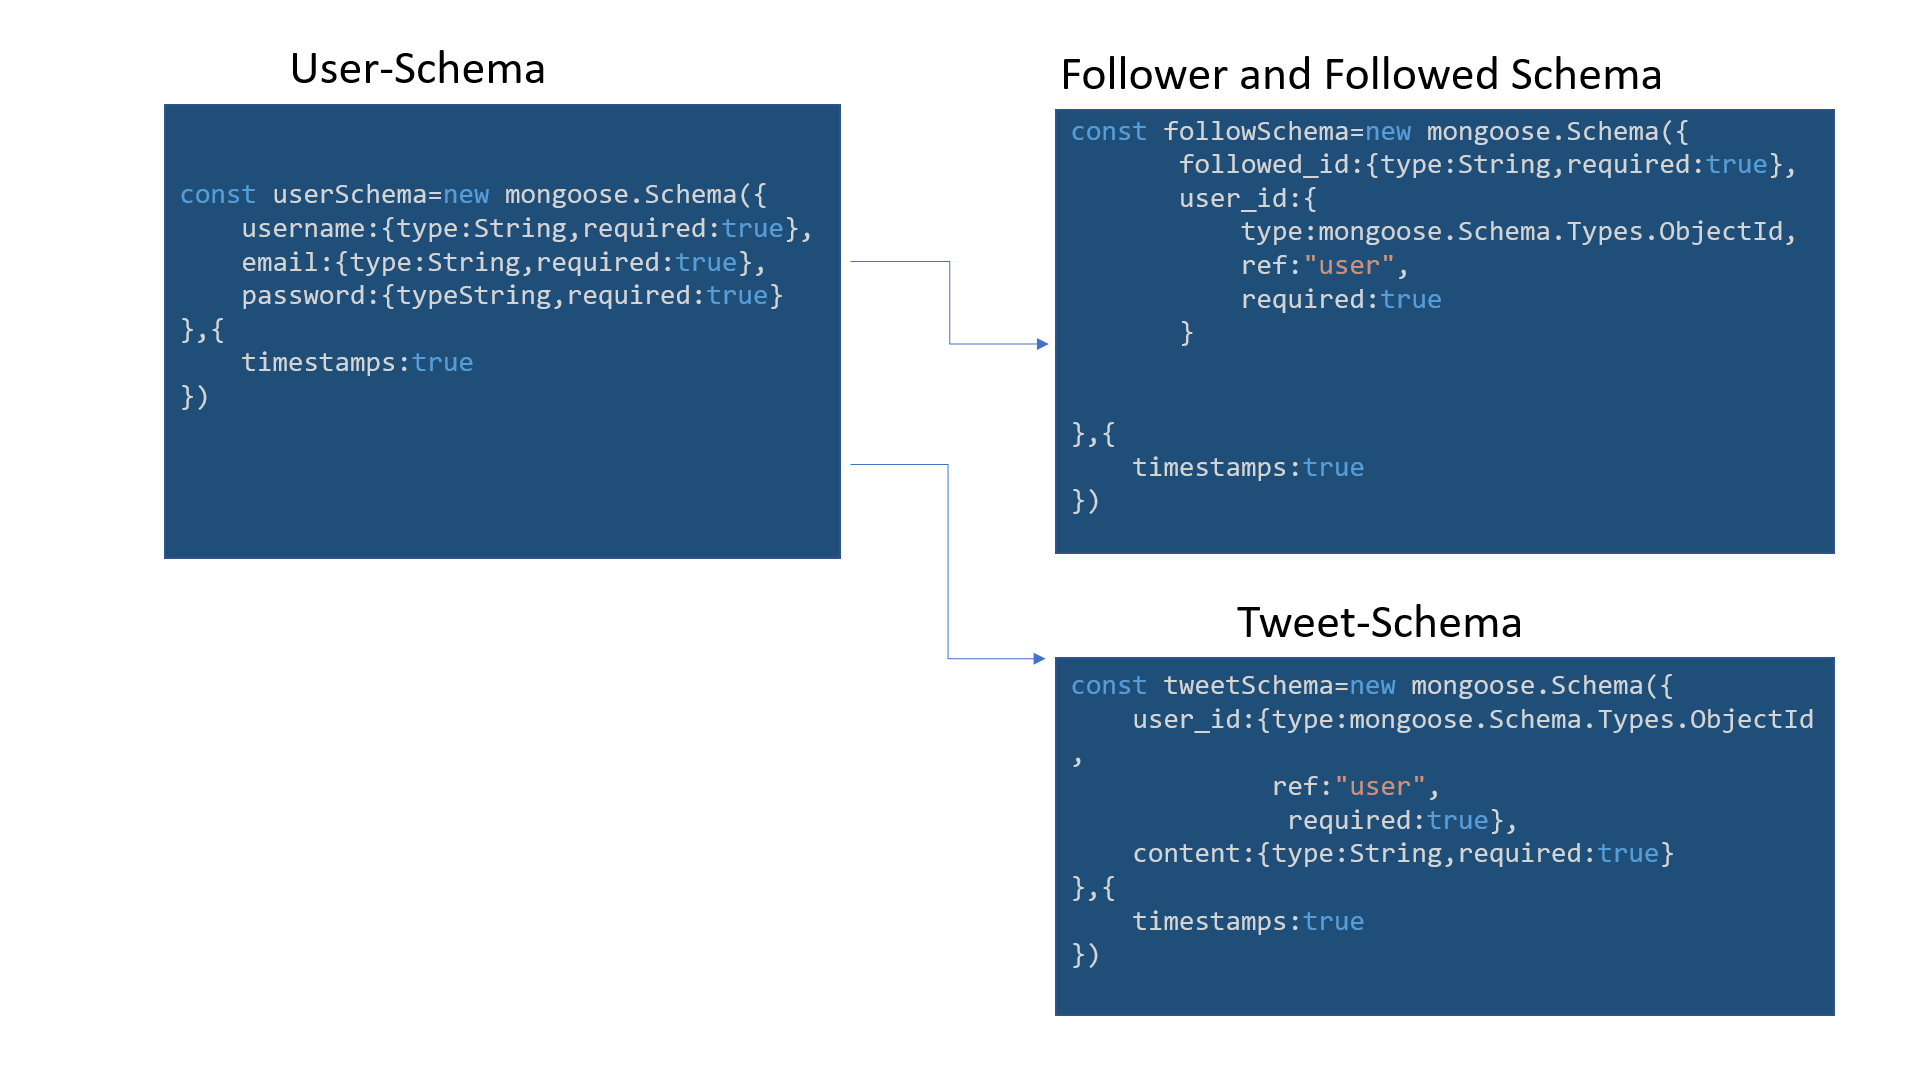 User-Schema
const userSchema=new mongoose.Schema({
    username:{type:String,required:true},
    email:{type:String,required:true},
    password:{typeString,required:true}
},{
    timestamps:true
})
Follower and Followed Schema
const followSchema=new mongoose.Schema({
       followed_id:{type:String,required:true},
       user_id:{
           type:mongoose.Schema.Types.ObjectId,
           ref:"user",
           required:true
       }
},{
    timestamps:true
})
Tweet-Schema
const tweetSchema=new mongoose.Schema({
    user_id:{type:mongoose.Schema.Types.ObjectId
,
             ref:"user",
              required:true},
    content:{type:String,required:true}
},{
    timestamps:true
})